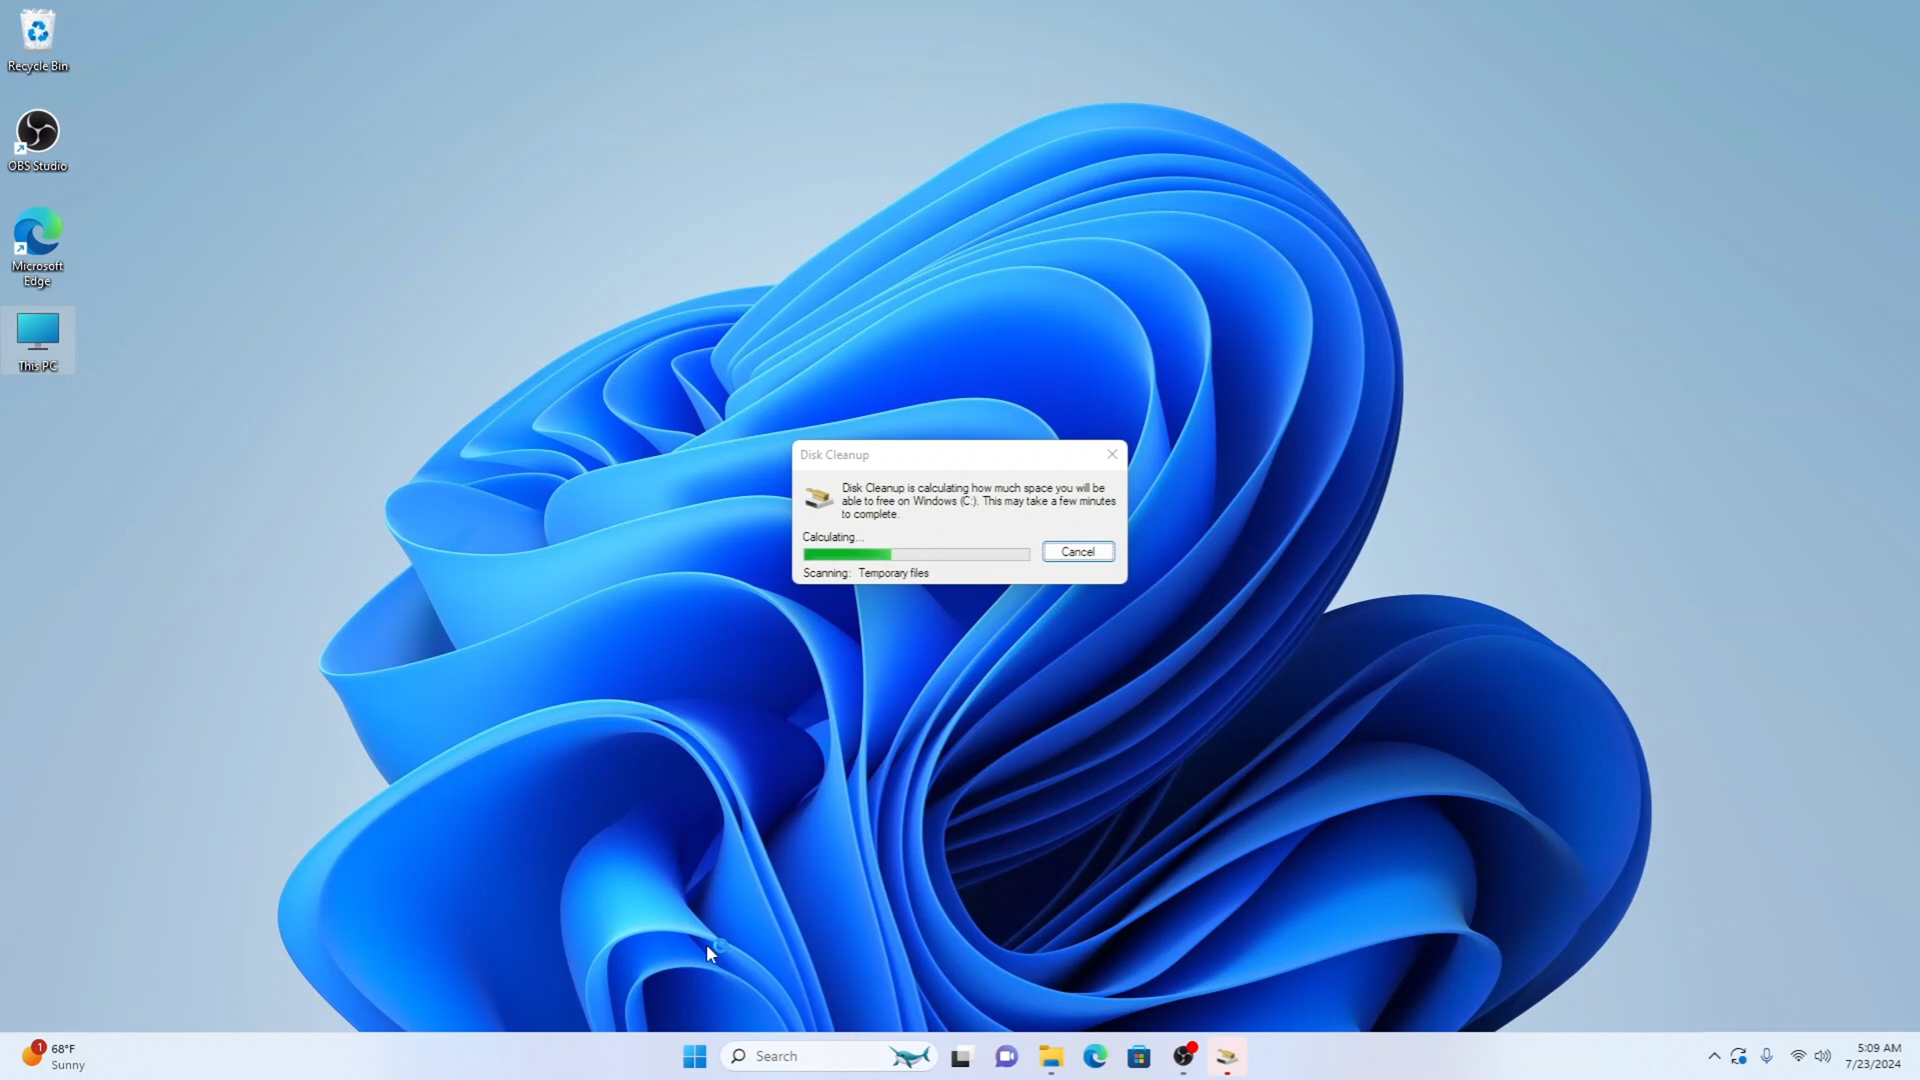 Recycle Bin
OBS Studio
Microsoft
Edge
This PC
Disk Cleanup
Disk Cleanup is calculating how much space you will be
able to free on Windows (C:). This may take a few minutes
to complete.
Calculating...
Cancel
Scanning: Temporary files
1
68°F
Sunny
Search
5:09 AM
7/23/2024